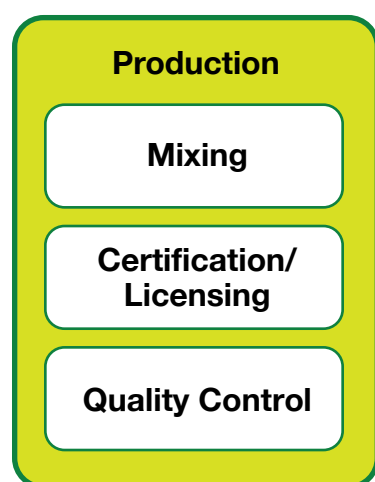 Production
Mixing
Certification/
Licensing
Quality Control